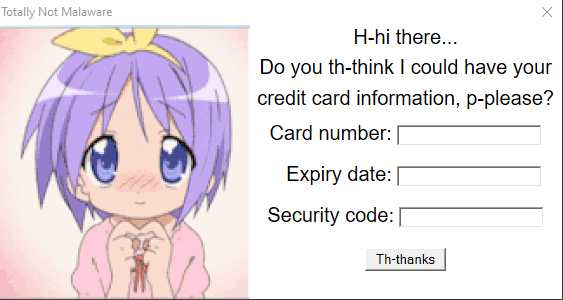 Totally Not Malaware
H-hi there...
Do you th-think I could have your
credit card information, p-please?
Card number:
Expiry date:
Security code:
Th-thanks